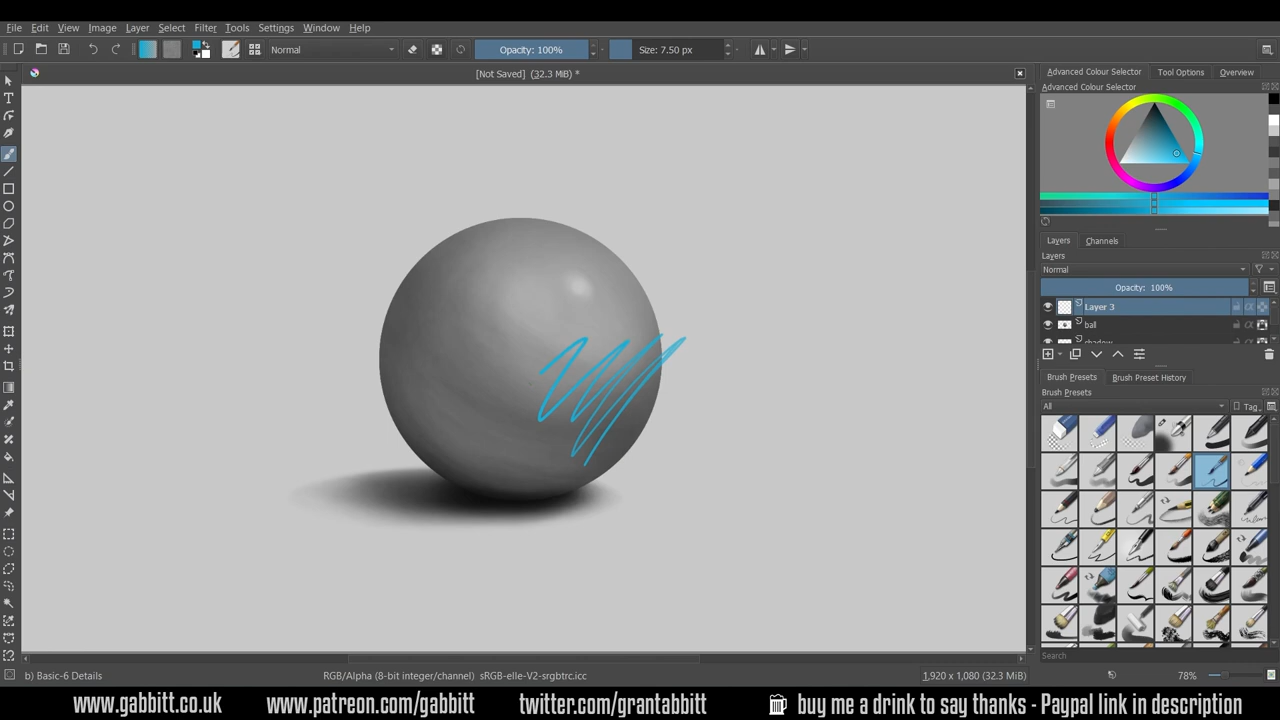 File Edit View Image Layer Select Filter Tools Settings Window Help
Normal Opacity: 100% Size: 7.50 px
[Not Saved] (32.3 MiB) *
Advanced Colour Selector Tool Options Overview
Advanced Colour Selector
Layers Channels
Layers
Normal
Opacity: 100%
Layer 3
ball
shadow
Brush Presets Brush Preset History
Brush Presets
All Tag
Search
b) Basic-6 Details RGB/Alpha (8-bit integer/channel) sRGB-elle-V2-srgbtrc.icc 1,920 x 1,080 (32.3 MiB) 78%
www.gabbitt.co.uk www.patreon.com/gabbitt twitter.com/grantabbitt buy me a drink to say thanks - Paypal link in description